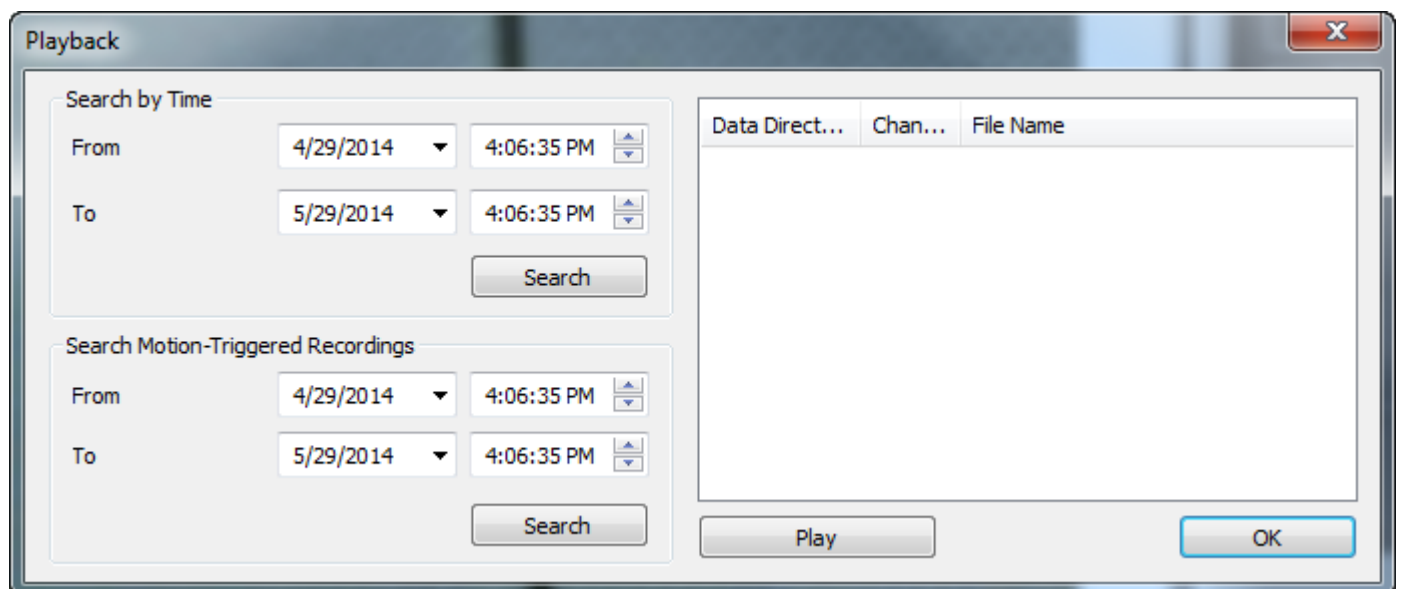 Playback
Search by Time
From 4/29/2014 4:06:35 PM
To 5/29/2014 4:06:35 PM
Search
Search Motion-Triggered Recordings
From 4/29/2014 4:06:35 PM
To 5/29/2014 4:06:35 PM
Search
Data Direct... Chan... File Name
Play OK